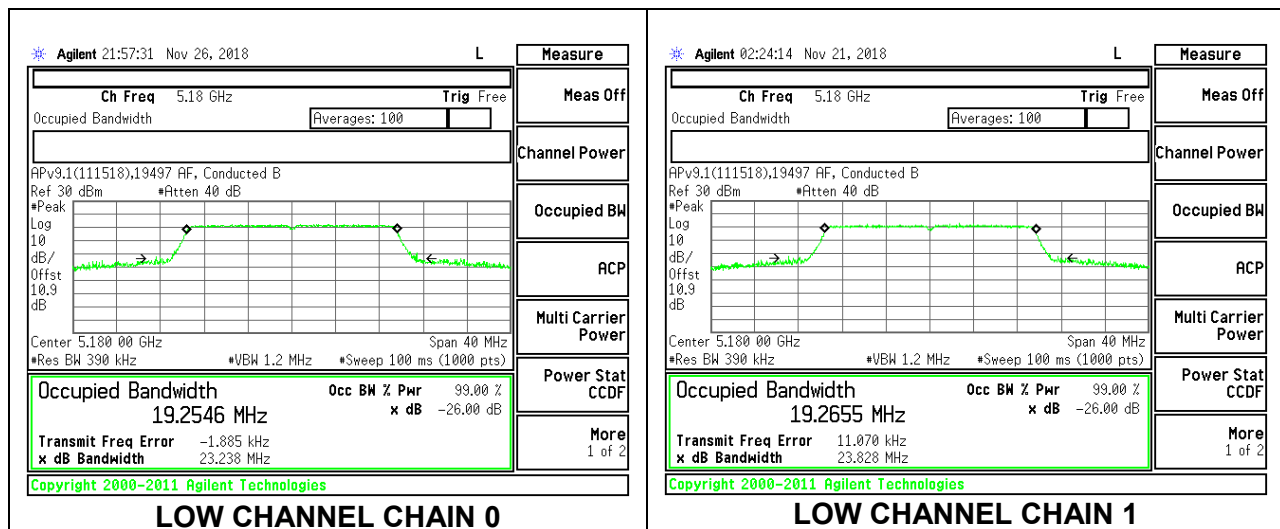 Agilent 21:57:31 Nov 26, 2018 L
Measure
Ch Freq 5.18 GHz Trig Free
Meas Off
Occupied Bandwidth Averages: 100
Channel Power
APv9.1(111518),19497 AF, Conducted B
Ref 30 dBm #Atten 40 dB
#Peak
Occupied BW
Log
10
dB/
ACP
Offst
10.9
dB
Multi Carrier
Power
Center 5.180 00 GHz Span 40 MHz
#Res BW 390 kHz #VBW 1.2 MHz #Sweep 100 ms (1000 pts)
Power Stat
CCDF
Occupied Bandwidth Occ BW % Pwr 99.00 %
19.2546 MHz x dB -26.00 dB
Transmit Freq Error -1.885 kHz
x dB Bandwidth 23.238 MHz
More
1 of 2
Copyright 2000-2011 Agilent Technologies
LOW CHANNEL CHAIN 0
Agilent 02:24:14 Nov 21, 2018 L
Measure
Ch Freq 5.18 GHz Trig Free
Meas Off
Occupied Bandwidth Averages: 100
Channel Power
APv9.1(111518),19497 AF, Conducted B
Ref 30 dBm #Atten 40 dB
#Peak
Occupied BW
Log
10
dB/
ACP
Offst
10.9
dB
Multi Carrier
Power
Center 5.180 00 GHz Span 40 MHz
#Res BW 390 kHz #VBW 1.2 MHz #Sweep 100 ms (1000 pts)
Power Stat
CCDF
Occupied Bandwidth Occ BW % Pwr 99.00 %
19.2655 MHz x dB -26.00 dB
Transmit Freq Error 11.070 kHz
x dB Bandwidth 23.828 MHz
More
1 of 2
Copyright 2000-2011 Agilent Technologies
LOW CHANNEL CHAIN 1